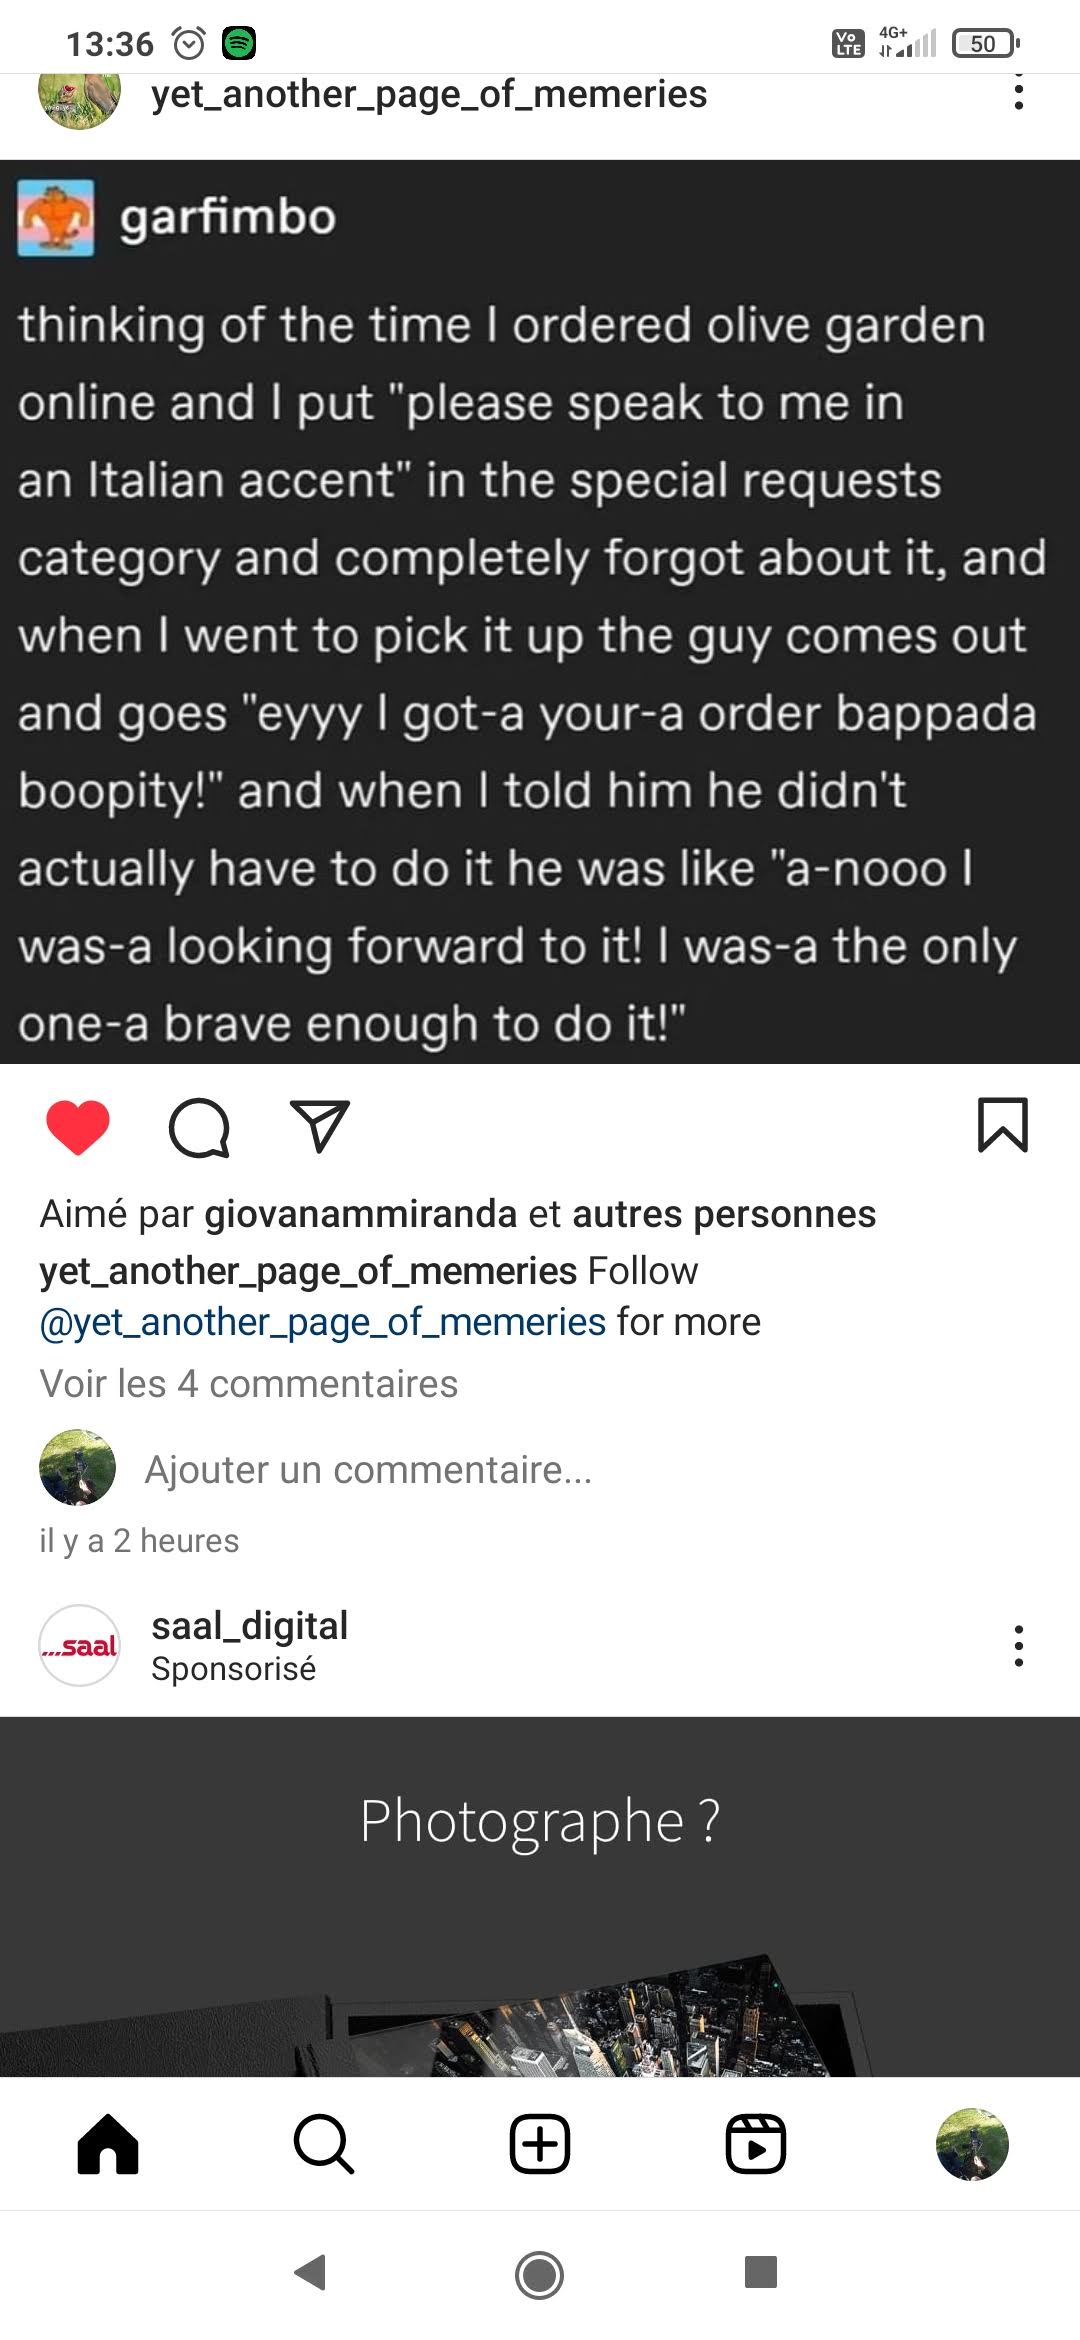 13:36
Vo LTE 4G+ 50
yet_another_page_of_memeries
garfimbo
thinking of the time I ordered olive garden
online and I put "please speak to me in
an Italian accent" in the special requests
category and completely forgot about it, and
when I went to pick it up the guy comes out
and goes "eyyy I got-a your-a order bappada
boopity!" and when I told him he didn't
actually have to do it he was like "a-nooo I
was-a looking forward to it! I was-a the only
one-a brave enough to do it!"
Aimé par giovanammiranda et autres personnes
yet_another_page_of_memeries Follow
@yet_another_page_of_memeries for more
Voir les 4 commentaires
Ajouter un commentaire...
il y a 2 heures
...saal
saal_digital
Sponsorisé
Photographe ?